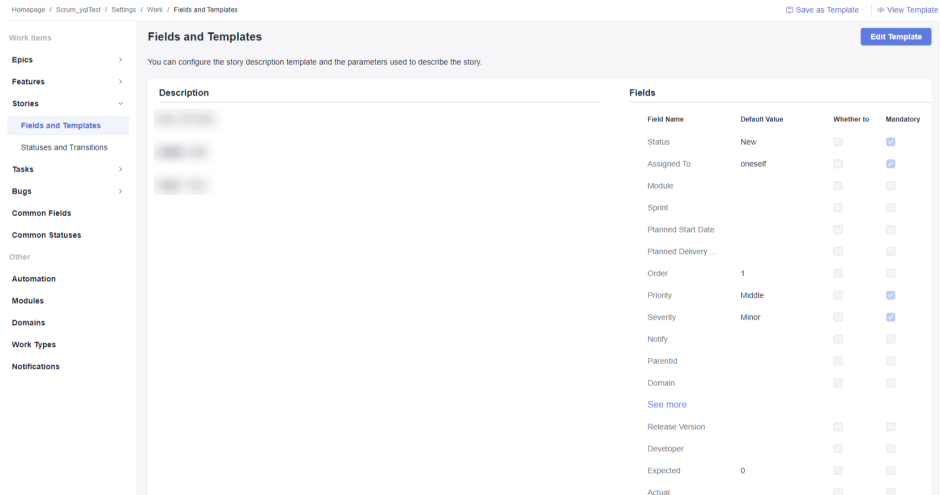 Homepage / Scrum_yqlTest / Settings / Work / Fields and Templates
Save as Template
View Template
Work Items
Epics
Features
Stories
Fields and Templates
Statuses and Transitions
Tasks
Bugs
Common Fields
Common Statuses
Other
Automation
Modules
Domains
Work Types
Notifications
Fields and Templates
Edit Template
You can configure the story description template and the parameters used to describe the story.
Description
Fields
Field Name Default Value Whether to Mandatory
Status New
Assigned To oneself
Module
Sprint
Planned Start Date
Planned Delivery ...
Order 1
Priority Middle
Severity Minor
Notify
ParentId
Domain
See more
Release Version
Developer
Expected 0
Actual